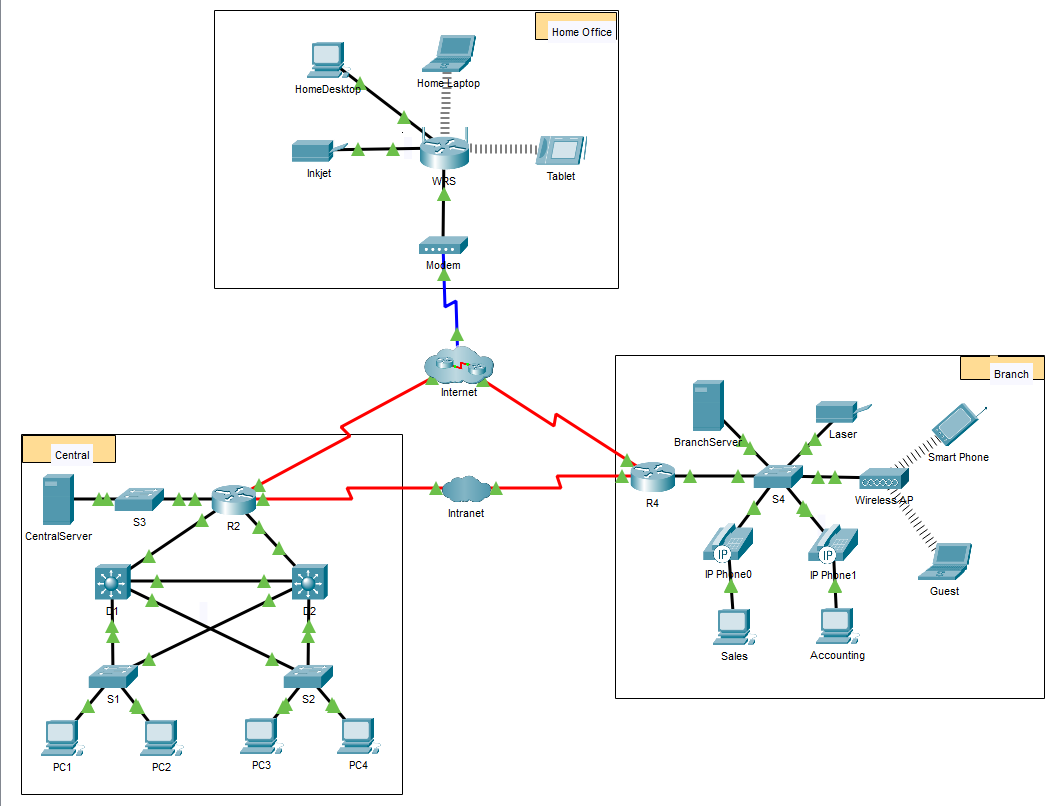 Home Office
HomeDesktop
Home Laptop
Inkjet
WRS
Tablet
Modem
Internet
Branch
BranchServer
Laser
Smart Phone
Central
CentralServer
S3
R2
Intranet
R4
S4
Wireless AP
IP
IP
IP Phone0
IP Phone1
Guest
D1
D2
Sales
Accounting
S1
S2
PC1
PC2
PC3
PC4